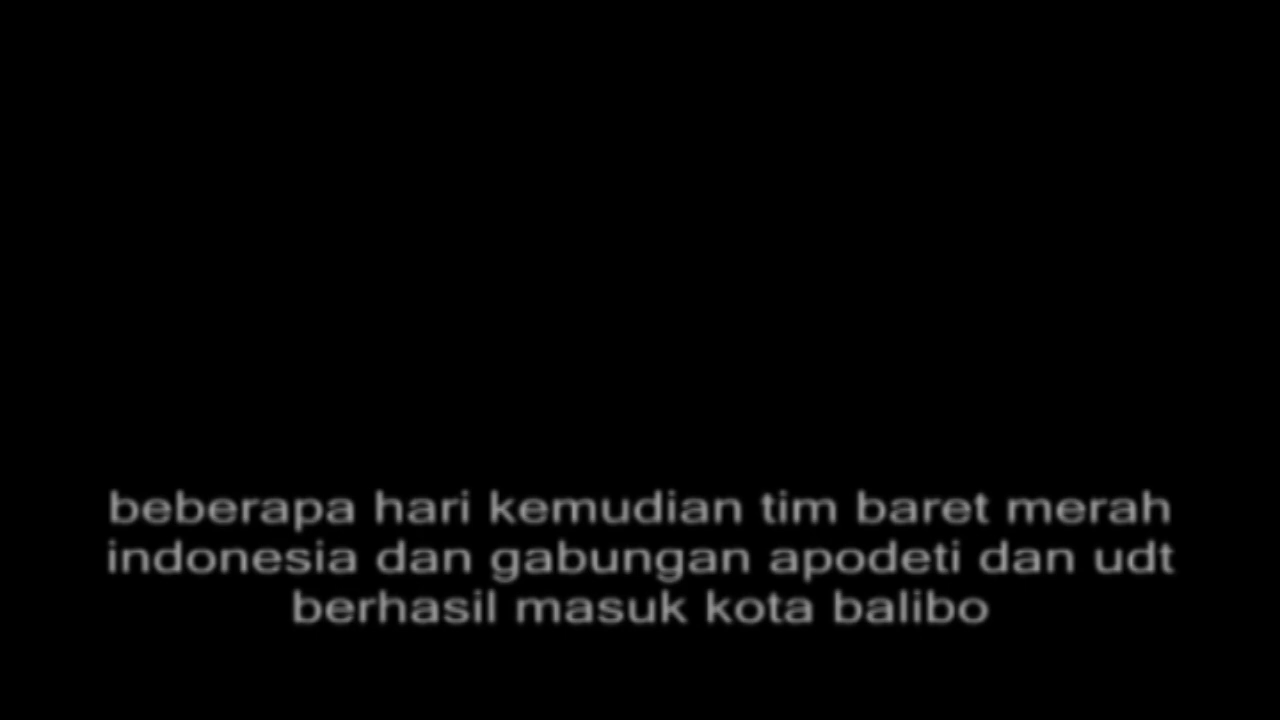 beberapa hari kemudian tim baret merah
indonesia dan gabungan apodeti dan udt
berhasil masuk kota balibo